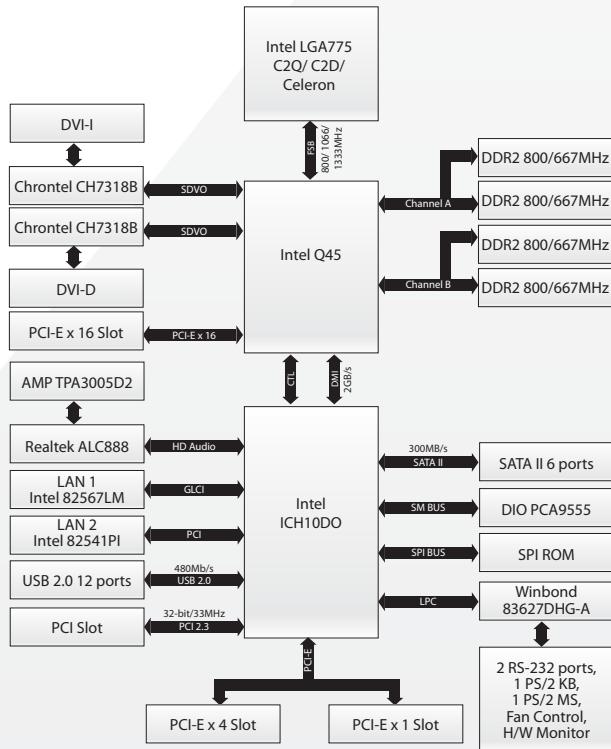 Intel LGA775
C2Q/ C2D/
Celeron
FSB
800/ 1066/
1333MHz
DVI-I
Chrontel CH7318B
SDVO
Chrontel CH7318B
SDVO
DVI-D
PCI-E x 16 Slot
PCI-E x 16
Intel Q45
Channel A
DDR2 800/667MHz
DDR2 800/667MHz
Channel B
DDR2 800/667MHz
DDR2 800/667MHz
CTL
DMI
2GB/s
AMP TPA3005D2
Realtek ALC888
HD Audio
LAN 1
Intel 82567LM
GLCI
LAN 2
Intel 82541PI
PCI
USB 2.0 12 ports
480Mb/s
USB 2.0
PCI Slot
32-bit/33MHz
PCI 2.3
Intel
ICH10DO
300MB/s
SATA II
SATA II 6 ports
SM BUS
DIO PCA9555
SPI BUS
SPI ROM
LPC
Winbond
83627DHG-A
2 RS-232 ports,
1 PS/2 KB,
1 PS/2 MS,
Fan Control,
H/W Monitor
PCI-E
PCI-E x 4 Slot
PCI-E x 1 Slot